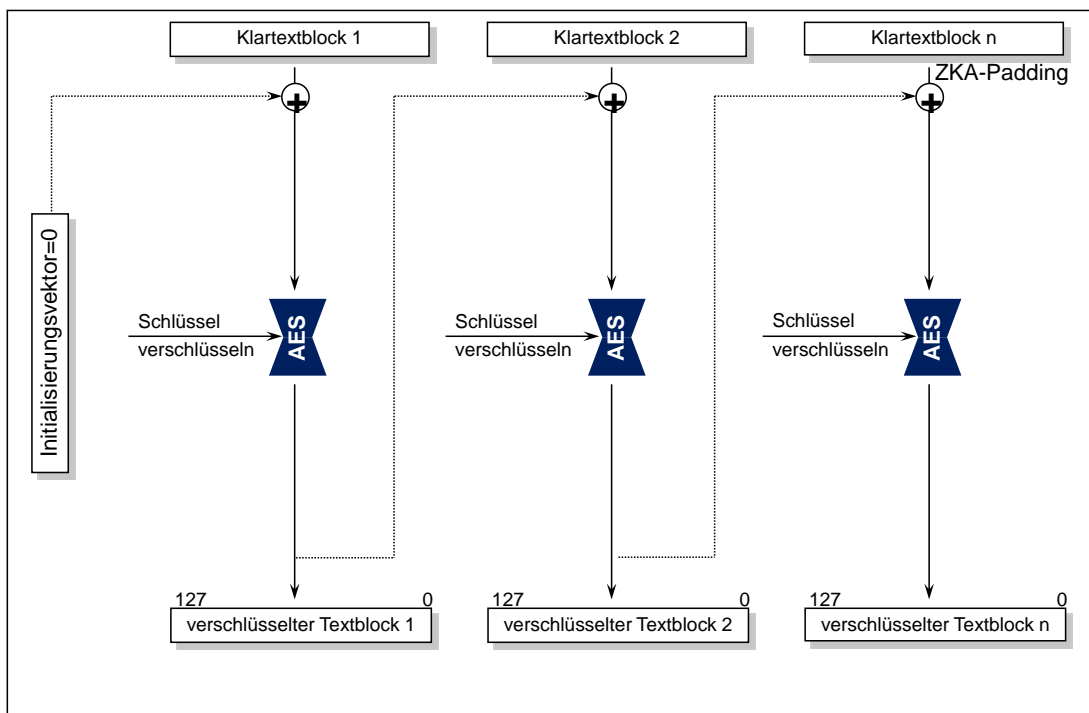 Klartextblock 1
Klartextblock 2
Klartextblock n
ZKA-Padding
+
+
+
Initialisierungsvektor=0
Schlüssel
verschlüsseln
AES
Schlüssel
verschlüsseln
AES
Schlüssel
verschlüsseln
AES
127 0
verschlüsselter Textblock 1
127 0
verschlüsselter Textblock 2
127 0
verschlüsselter Textblock n